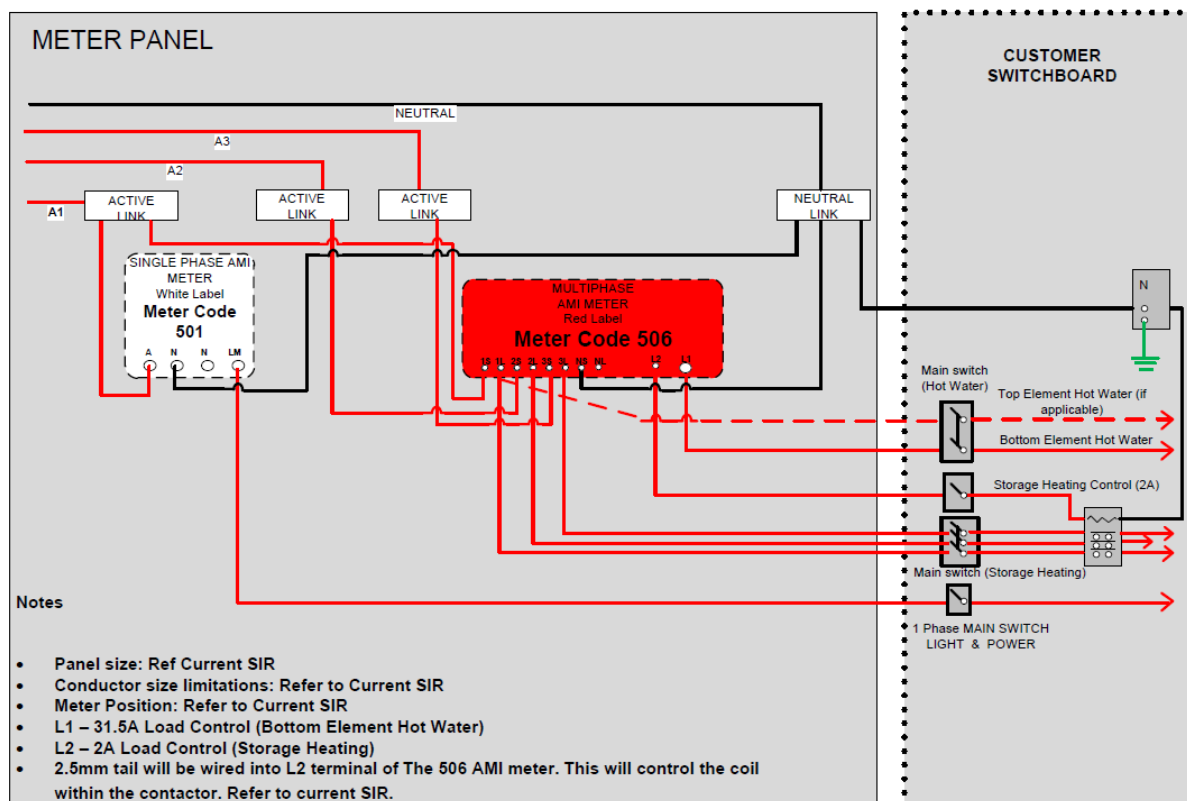 METER PANEL
CUSTOMER
SWITCHBOARD
NEUTRAL
A3
A2
A1
ACTIVE
LINK
ACTIVE
LINK
ACTIVE
LINK
NEUTRAL
LINK
SINGLE PHASE AMI
METER
White Label
Meter Code
501
A N N LM
MULTIPHASE
AMI METER
Red Label
Meter Code 506
1S 1L 2S 2L 3S 3L NS NL L2 L1
N
Main switch
(Hot Water)
Top Element Hot Water (if
applicable)
Bottom Element Hot Water
Storage Heating Control (2A)
Main switch (Storage Heating)
1 Phase MAIN SWITCH
LIGHT & POWER
Notes
• Panel size: Ref Current SIR
• Conductor size limitations: Refer to Current SIR
• Meter Position: Refer to Current SIR
• L1 – 31.5A Load Control (Bottom Element Hot Water)
• L2 – 2A Load Control (Storage Heating)
• 2.5mm tail will be wired into L2 terminal of The 506 AMI meter. This will control the coil
within the contactor. Refer to current SIR.